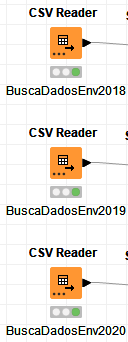 CSV Reader
BuscaDadosEnv2018
CSV Reader
BuscaDadosEnv2019
CSV Reader
BuscaDadosEnv2020